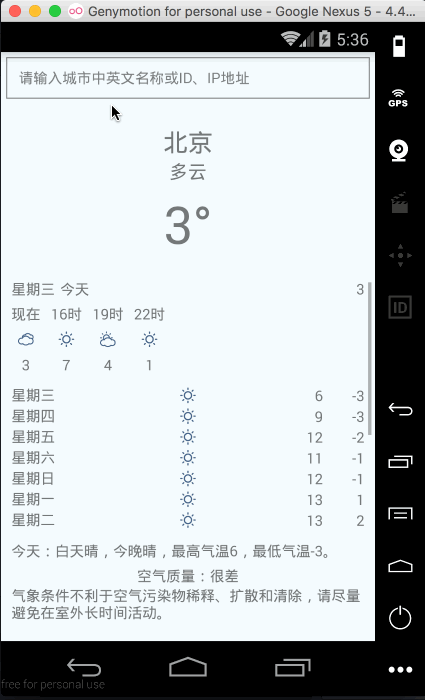 Genymotion for personal use - Google Nexus 5 - 4.4...
5:36
请输入城市中英文名称或ID、IP地址
GPS
北京
多云
3°
ID
星期三 今天 3
现在 16时 19时 22时
3 7 4 1
星期三 6 -3
星期四 9 -3
星期五 12 -2
星期六 11 -1
星期日 12 -1
星期一 13 1
星期二 13 2
今天：白天晴，今晚晴，最高气温6，最低气温-3。
空气质量：很差
气象条件不利于空气污染物稀释、扩散和清除，请尽量
避免在室外长时间活动。
free for personal use